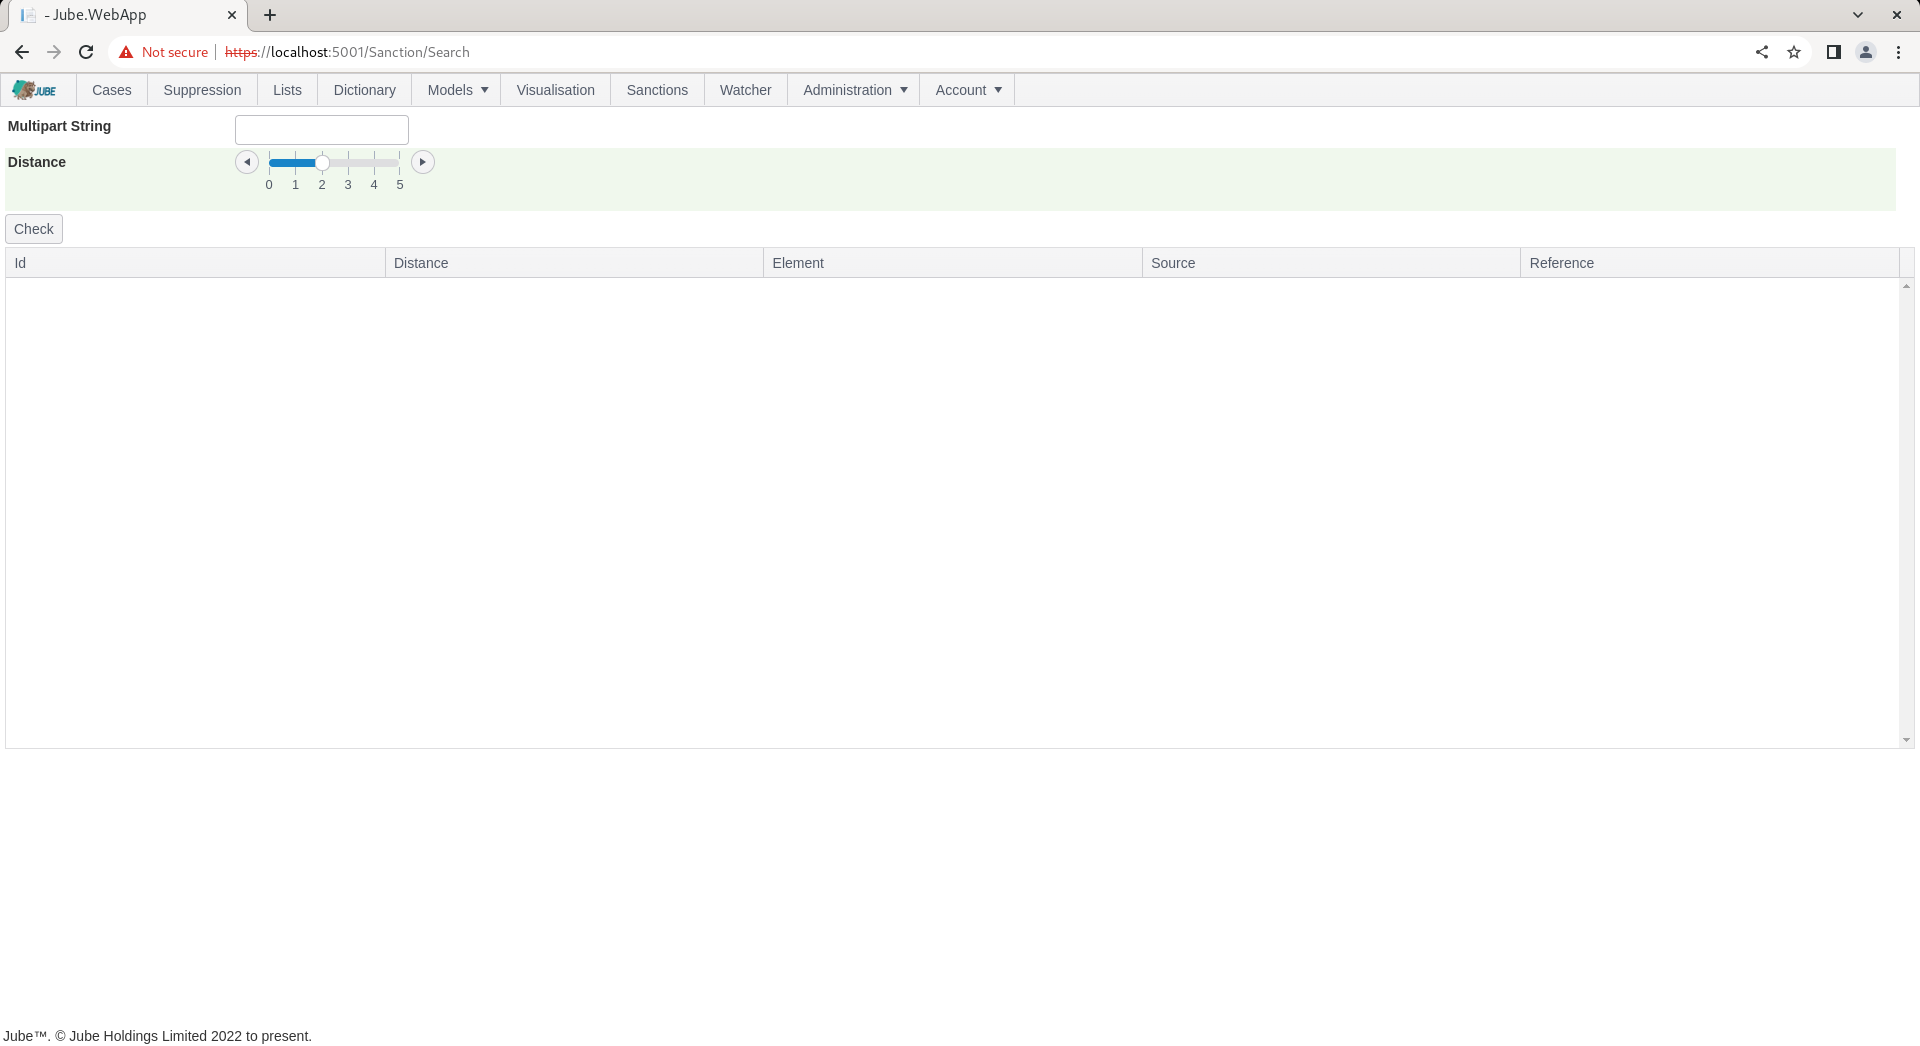 - Jube.WebApp
Not secure https://localhost:5001/Sanction/Search
JUBE Cases Suppression Lists Dictionary Models Visualisation Sanctions Watcher Administration Account
Multipart String
Distance
0 1 2 3 4 5
Check
Id Distance Element Source Reference
Jube™. © Jube Holdings Limited 2022 to present.